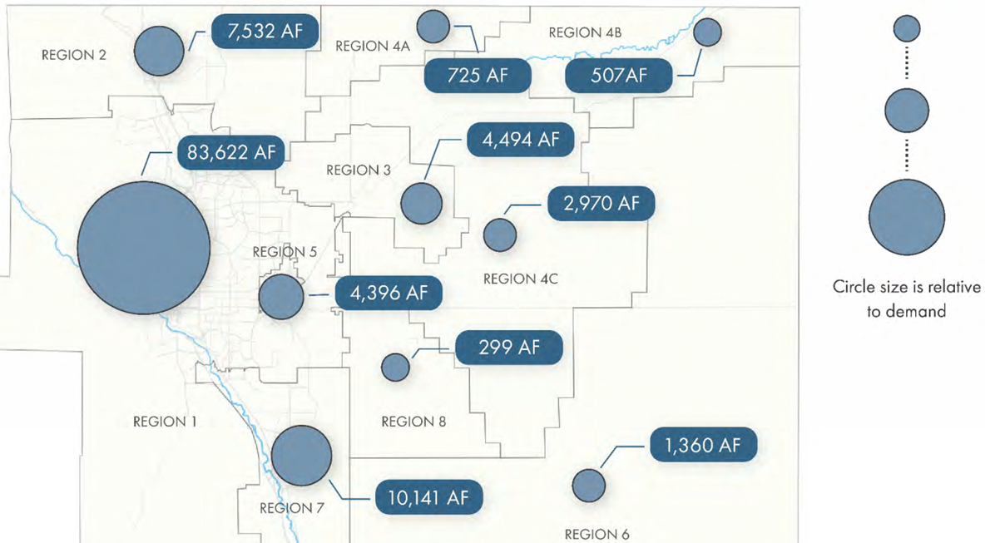 7,532 AF
REGION 2
REGION 4A
REGION 4B
725 AF
507AF
83,622 AF
4,494 AF
REGION 3
2,970 AF
REGION 5
REGION 4C
4,396 AF
Circle size is relative
to demand
299 AF
REGION 1
REGION 8
1,360 AF
10,141 AF
REGION 7
REGION 6